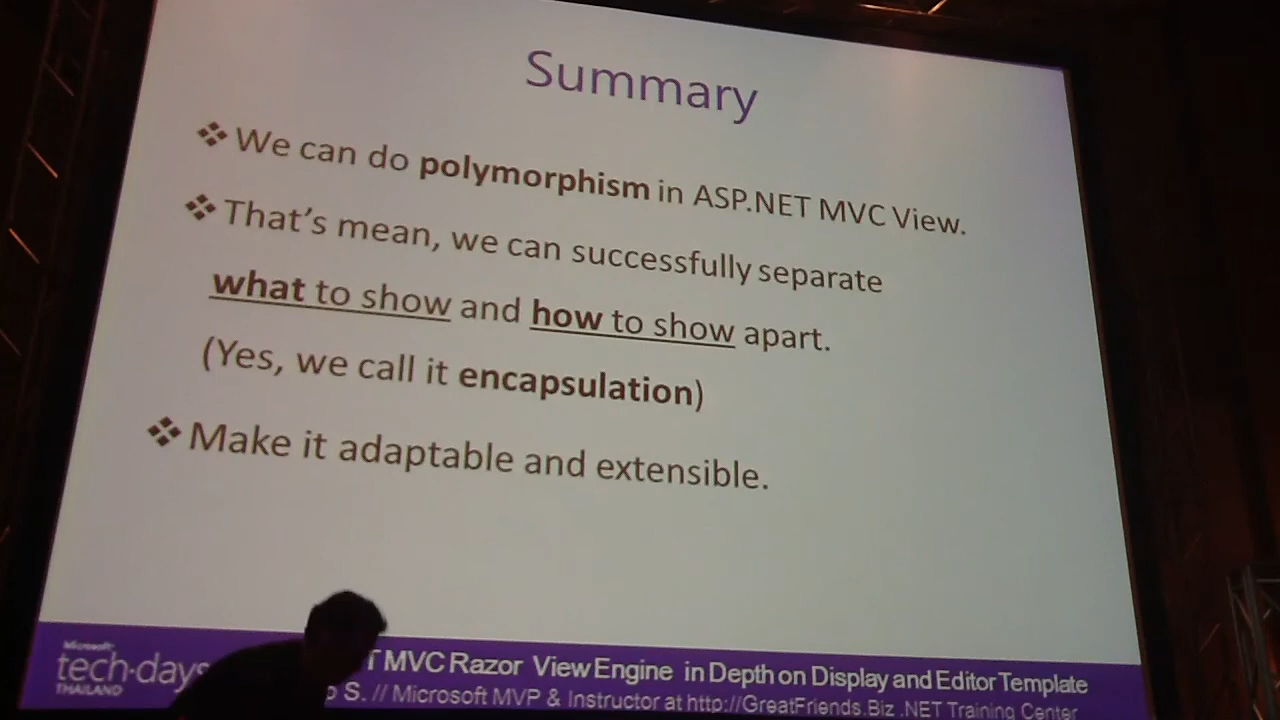 Summary
We can do polymorphism in ASP.NET MVC View.
That's mean, we can successfully separate
what to show and how to show apart.
(Yes, we call it encapsulation)
Make it adaptable and extensible.
Microsoft
tech·days
THAILAND
T MVC Razor View Engine in Depth on Display and Editor Template
S. // Microsoft MVP & Instructor at http://GreatFriends.Biz .NET Training Center